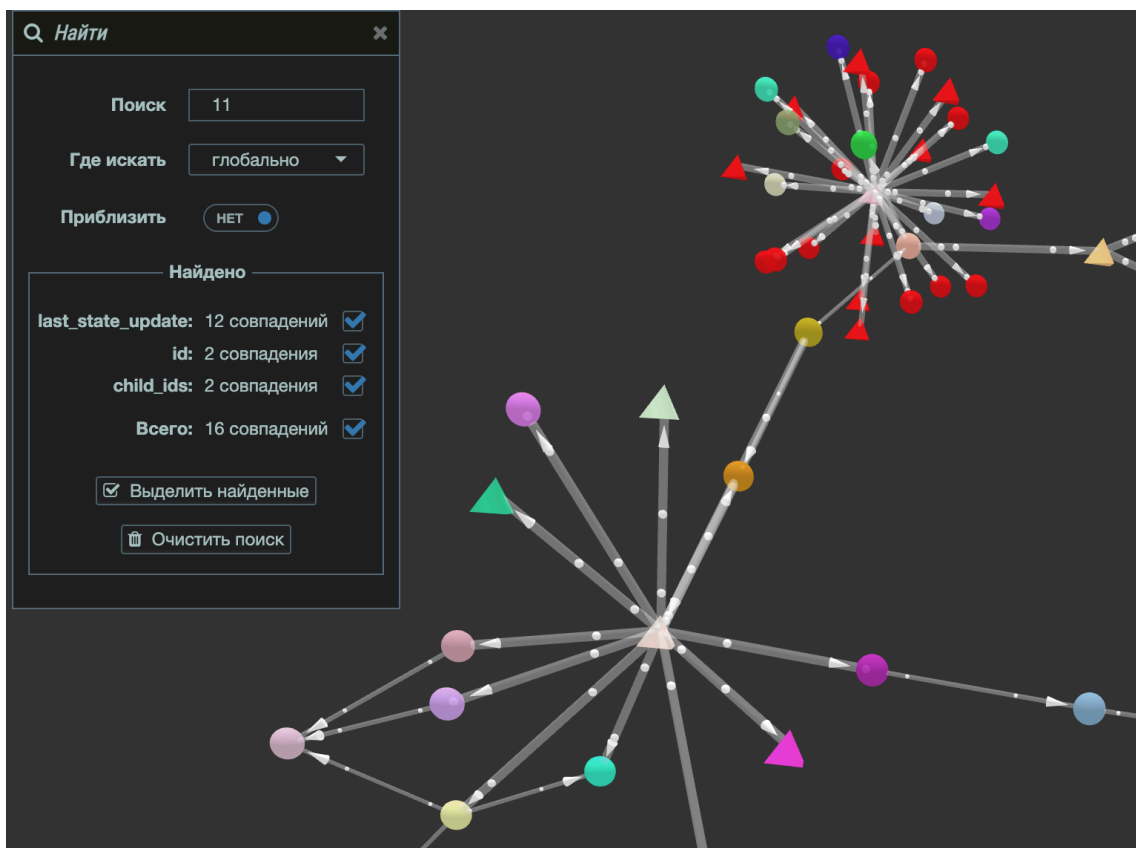 Найти
Поиск 11
Где искать глобально
Приблизить НЕТ
Найдено
last_state_update: 12 совпадений
id: 2 совпадения
child_ids: 2 совпадения
Всего: 16 совпадений
Выделить найденные
Очистить поиск